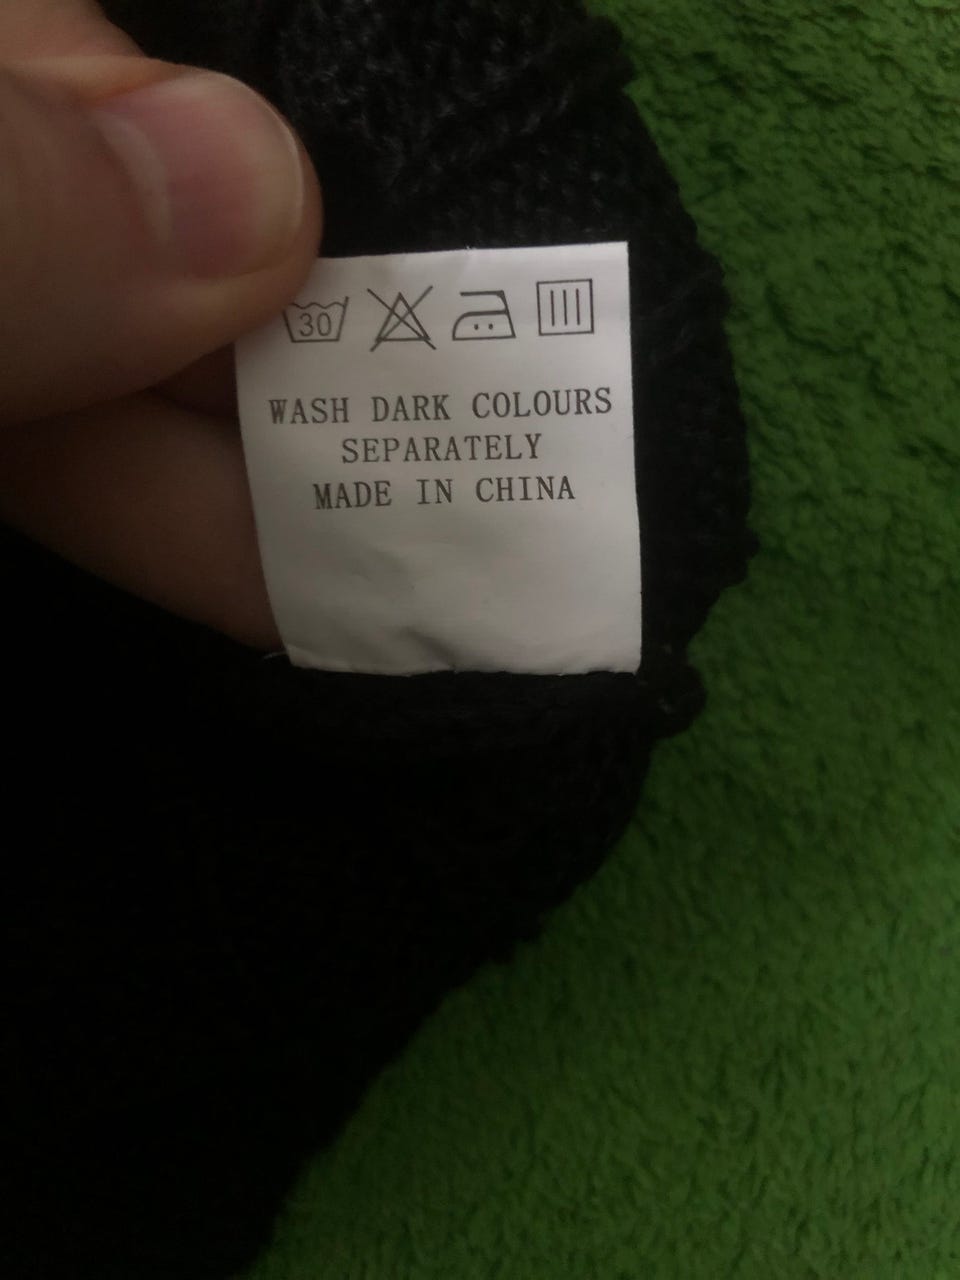 30
WASH DARK COLOURS
SEPARATELY
MADE IN CHINA